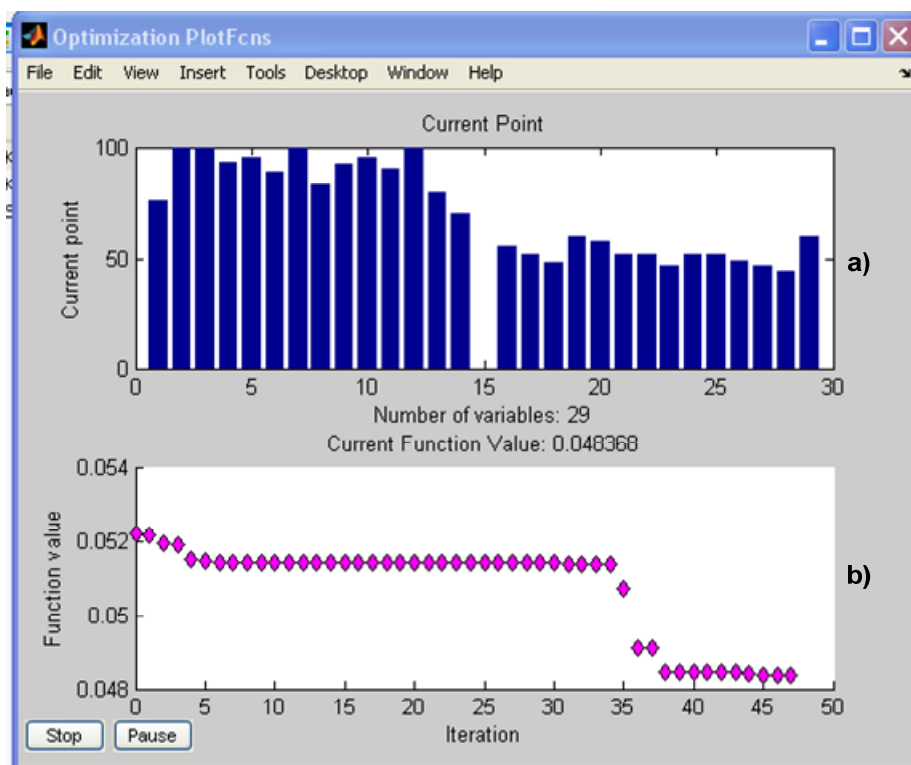 Optimization PlotFcns
File Edit View Insert Tools Desktop Window Help
Current Point
100
50
0
Current point
0 5 10 15 20 25 30
Number of variables: 29
a)
Current Function Value: 0.048368
0.054
0.052
0.05
0.048
Function value
0 5 10 15 20 25 30 35 40 45 50
Iteration
b)
Stop Pause